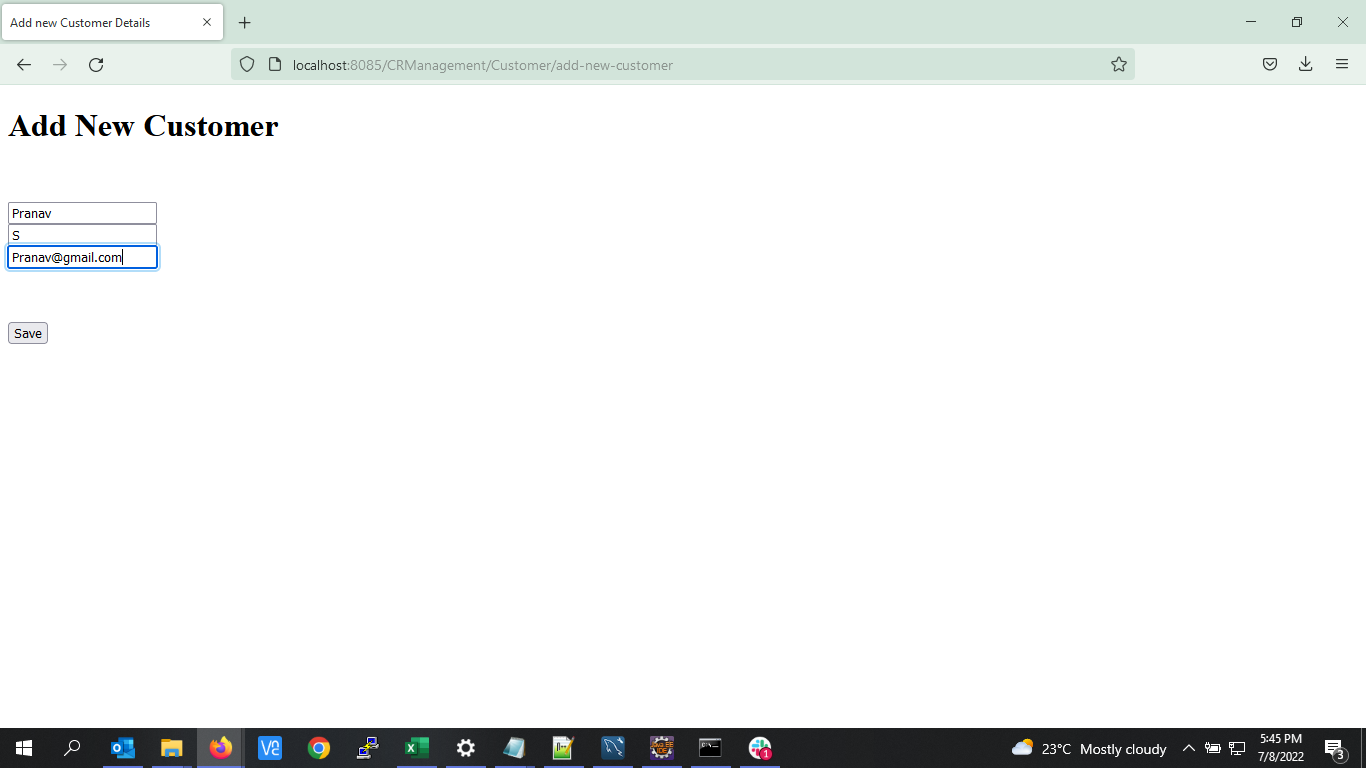 Add new Customer Details
localhost:8085/CRManagement/Customer/add-new-customer
Add New Customer
Pranav
S
Pranav@gmail.com
Save
23°C Mostly cloudy
5:45 PM
7/8/2022
3
1